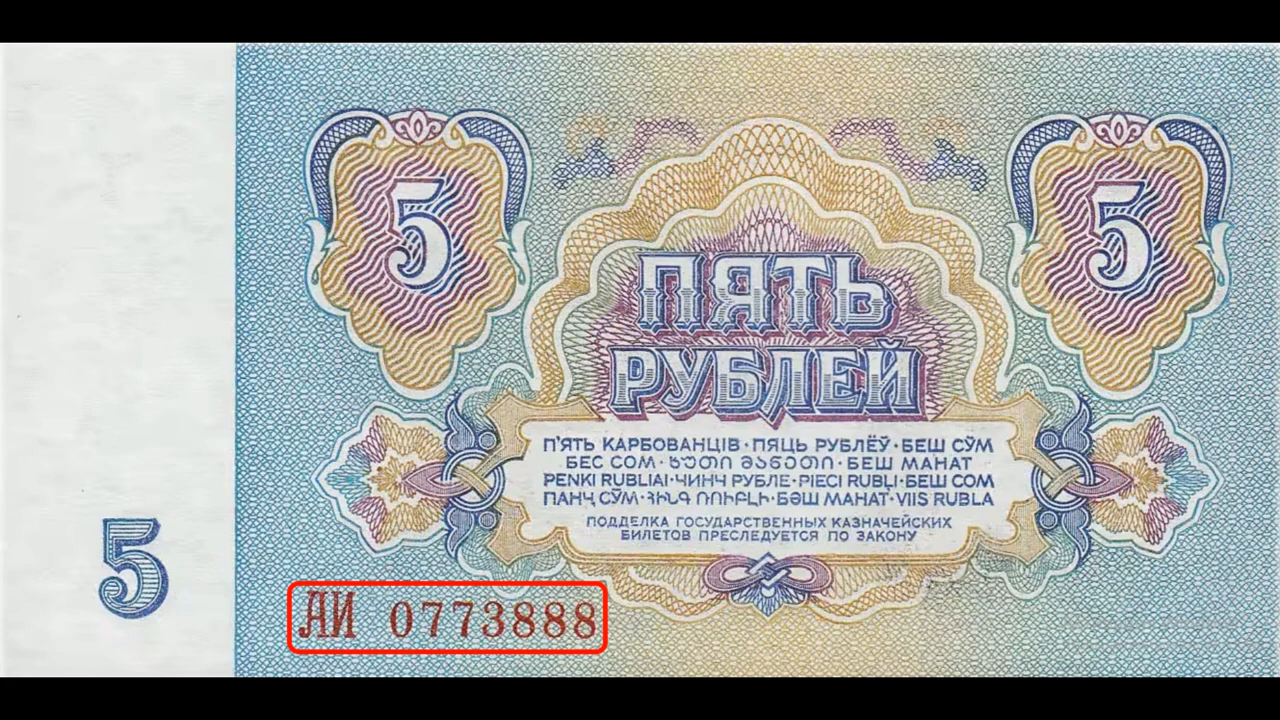 5
5
ПЯТЬ
РУБЛЕЙ
П'ЯТЬ КАРБОВАНЦІВ · ПЯЦЬ РУБЛЁЎ · БЕШ СЎМ
БЕС СОМ · ხუთი მანეთი · БЕШ МАНАТ
PENKI RUBLIAI · ЧИНЧ РУБЛЕ · PIECI RUBĻI · БЕШ СОМ
ПАНҶ СЎМ · ՀԻՆԳ ՌՈՒԲԼԻ · БӘШ МАНАТ · VIIS RUBLA
ПОДДЕЛКА ГОСУДАРСТВЕННЫХ КАЗНАЧЕЙСКИХ
БИЛЕТОВ ПРЕСЛЕДУЕТСЯ ПО ЗАКОНУ
5
АИ 0773888